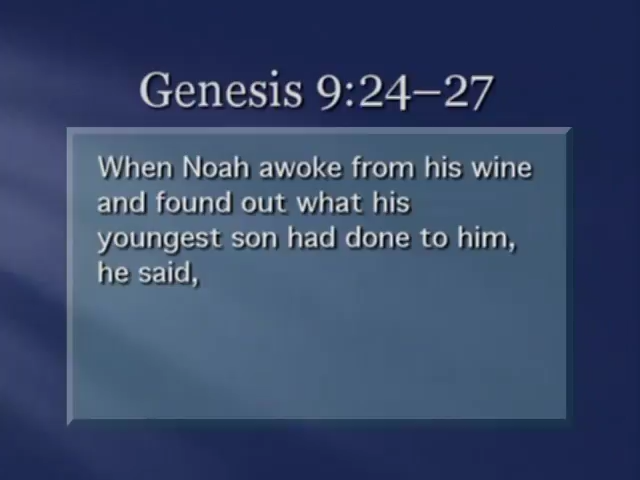 Genesis 9:24–27
When Noah awoke from his wine
and found out what his
youngest son had done to him,
he said,